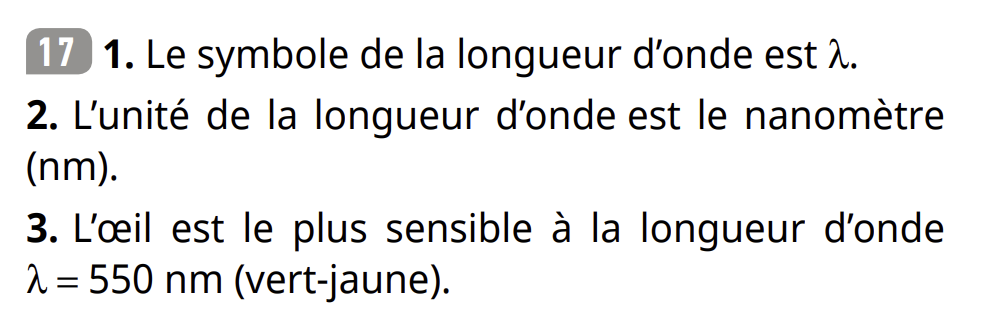 17 1. Le symbole de la longueur d’onde est λ.
2. L’unité de la longueur d’onde est le nanomètre
(nm).
3. L’œil est le plus sensible à la longueur d’onde
λ = 550 nm (vert-jaune).